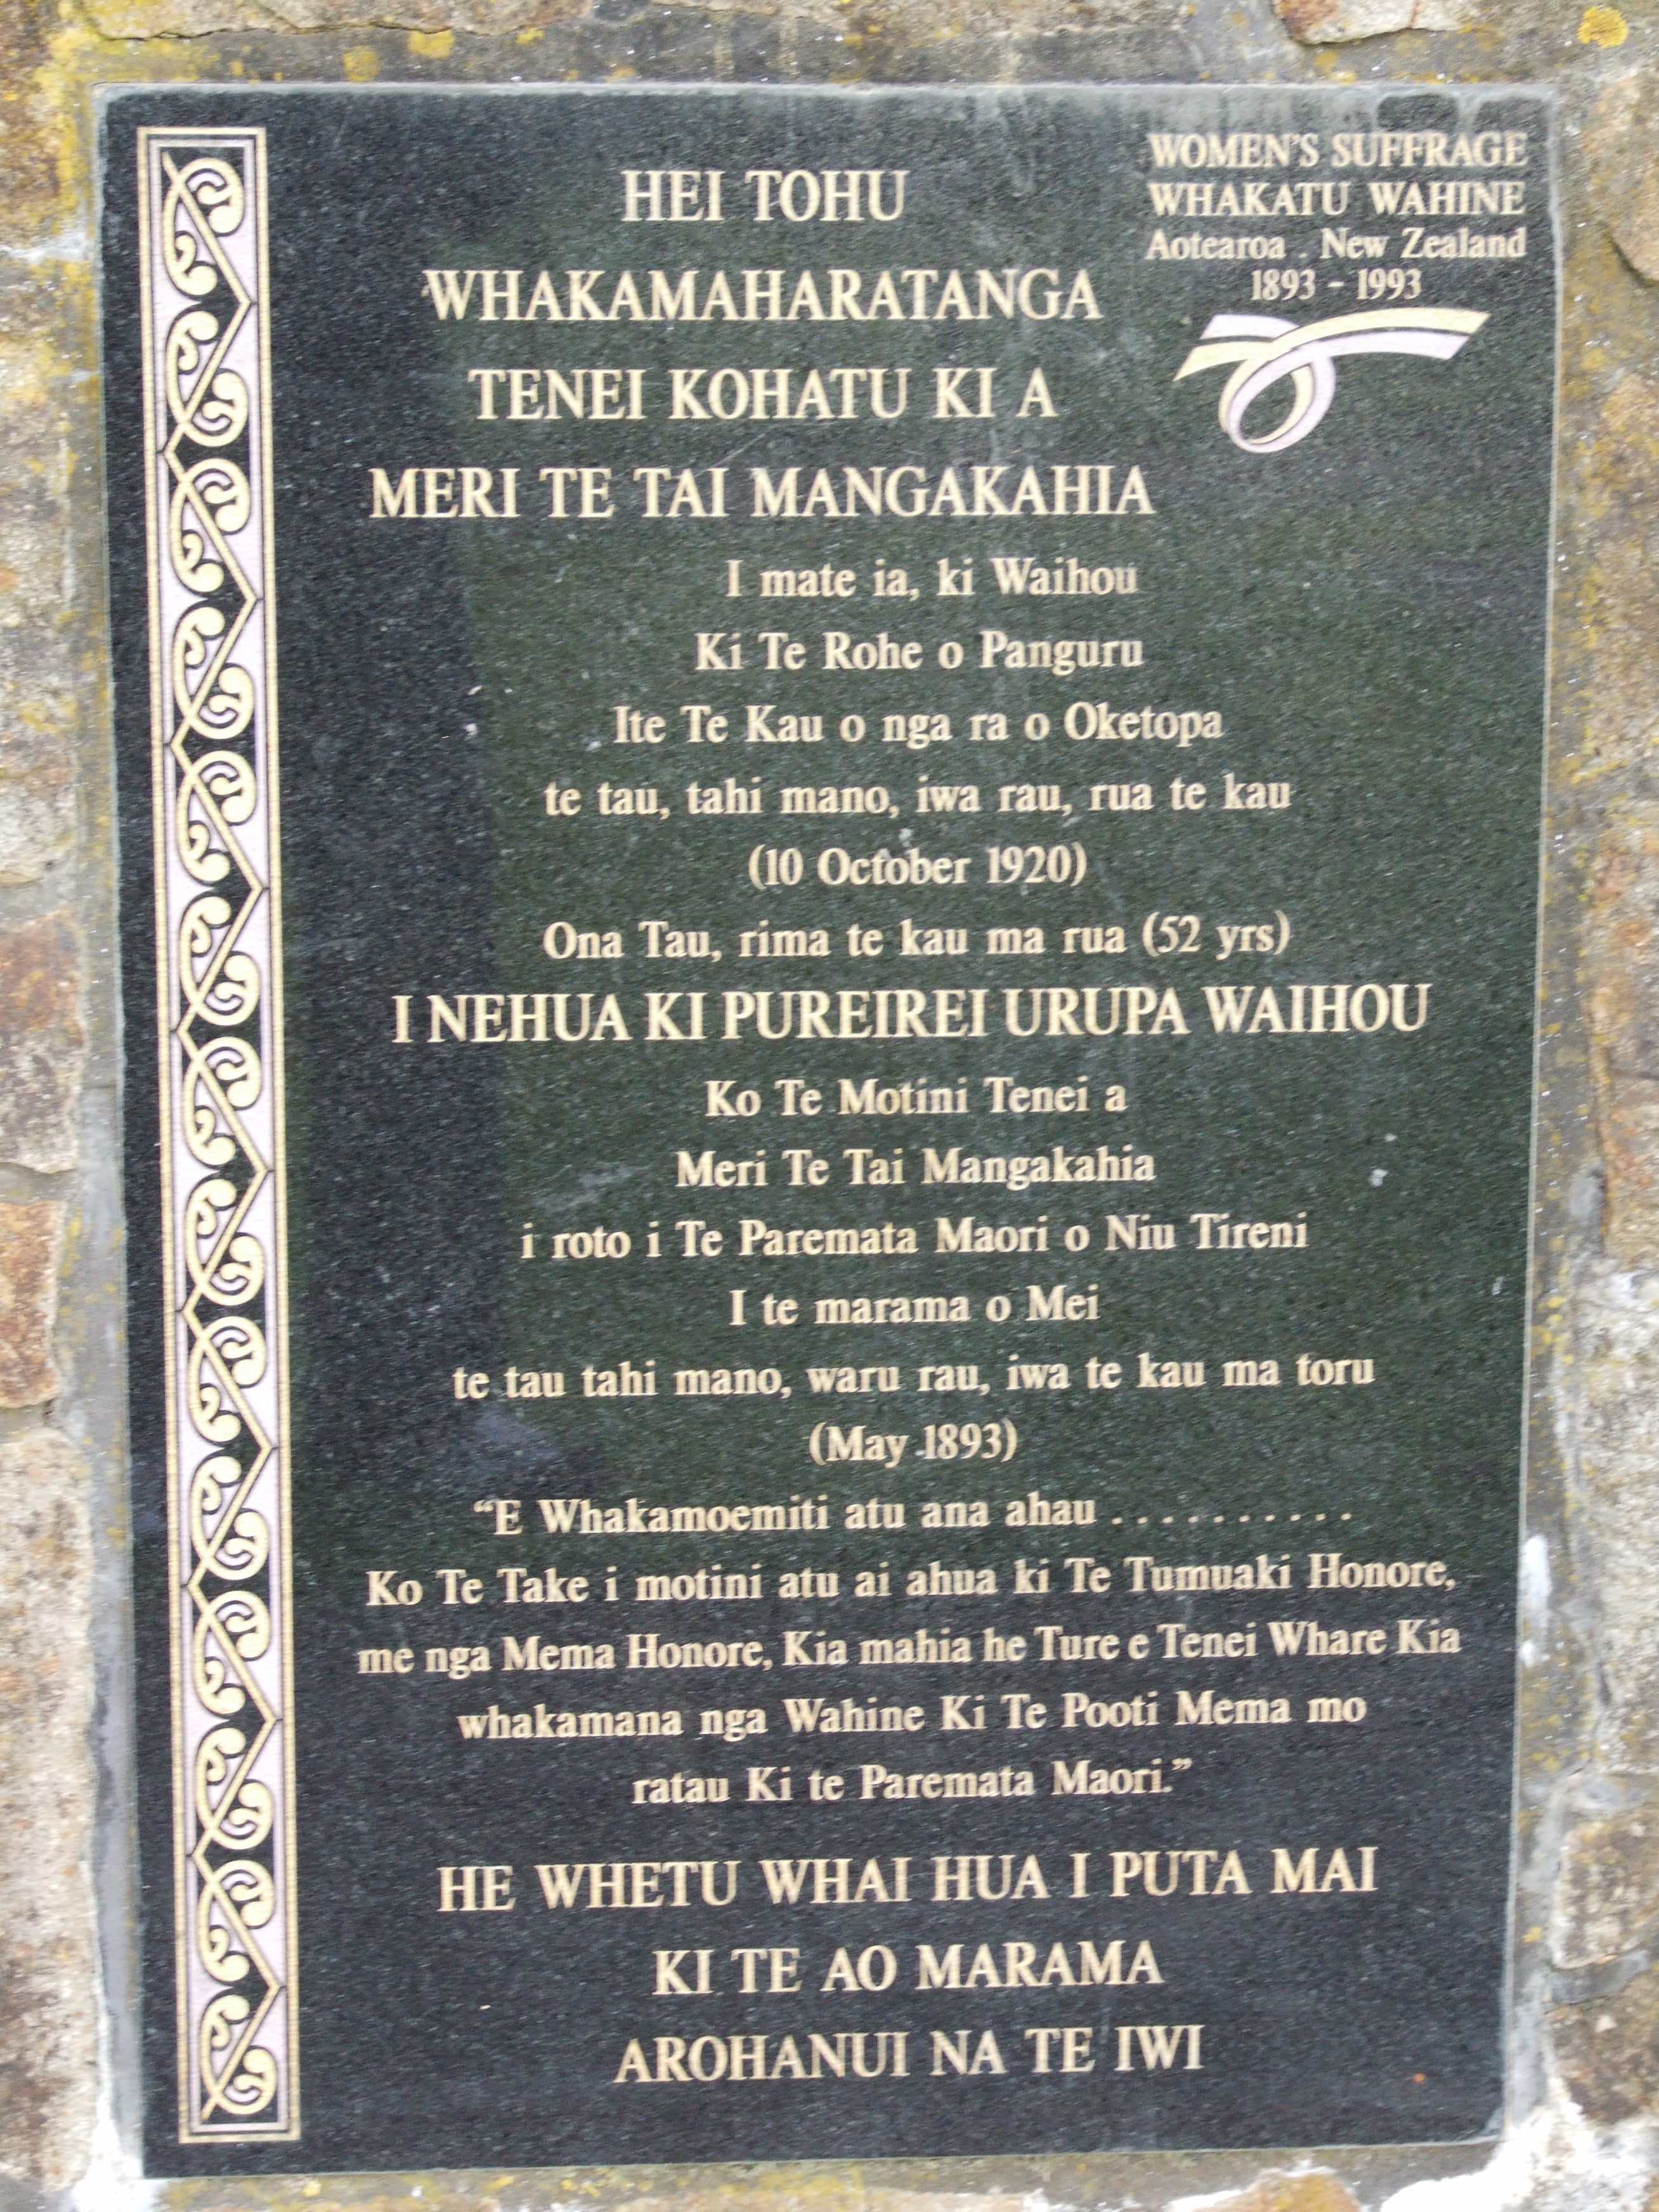 WOMEN'S SUFFRAGE
WHAKATU WAHINE
Aotearoa . New Zealand
1893 - 1993
HEI TOHU
WHAKAMAHARATANGA
TENEI KOHATU KI A
MERI TE TAI MANGAKAHIA
I mate ia, ki Waihou
Ki Te Rohe o Panguru
Ite Te Kau o nga ra o Oketopa
te tau, tahi mano, iwa rau, rua te kau
(10 October 1920)
Ona Tau, rima te kau ma rua (52 yrs)
I NEHUA KI PUREIREI URUPA WAIHOU
Ko Te Motini Tenei a
Meri Te Tai Mangakahia
i roto i Te Paremata Maori o Niu Tireni
I te marama o Mei
te tau tahi mano, waru rau, iwa te kau ma toru
(May 1893)
“E Whakamoemiti atu ana ahau . . . . . . . . . .
Ko Te Take i motini atu ai ahua ki Te Tumuaki Honore,
me nga Mema Honore, Kia mahia he Ture e Tenei Whare Kia
whakamana nga Wahine Ki Te Pooti Mema mo
ratau Ki te Paremata Maori.”
HE WHETU WHAI HUA I PUTA MAI
KI TE AO MARAMA
AROHANUI NA TE IWI